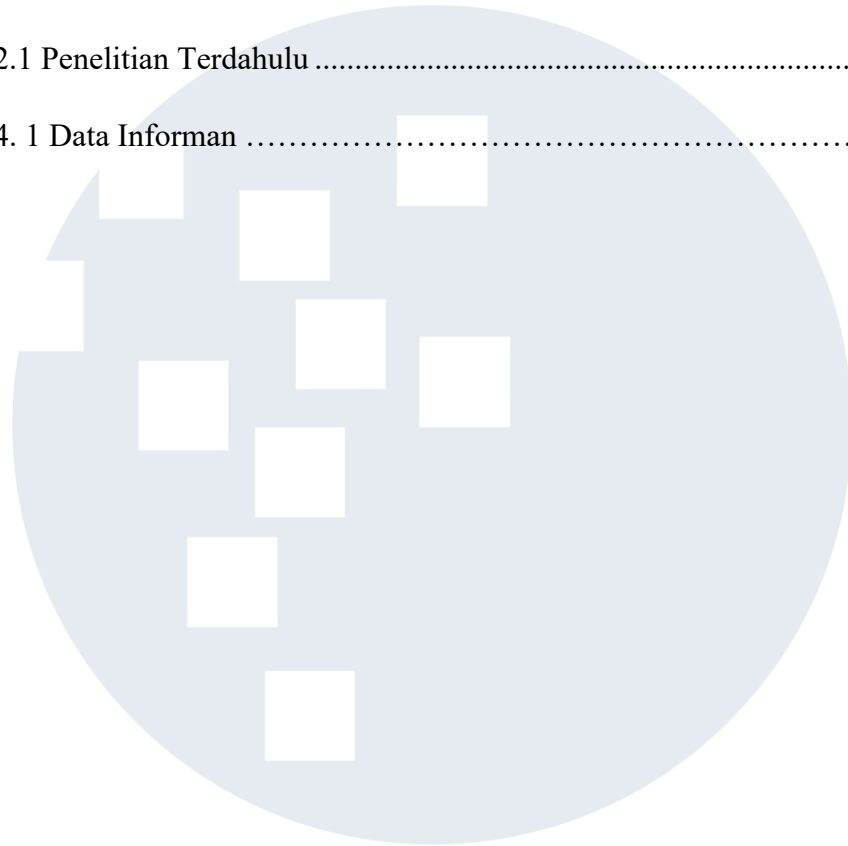 2.1 Penelitian Terdahulu ......................................................................
4. 1 Data Informan ……………………………………………………………